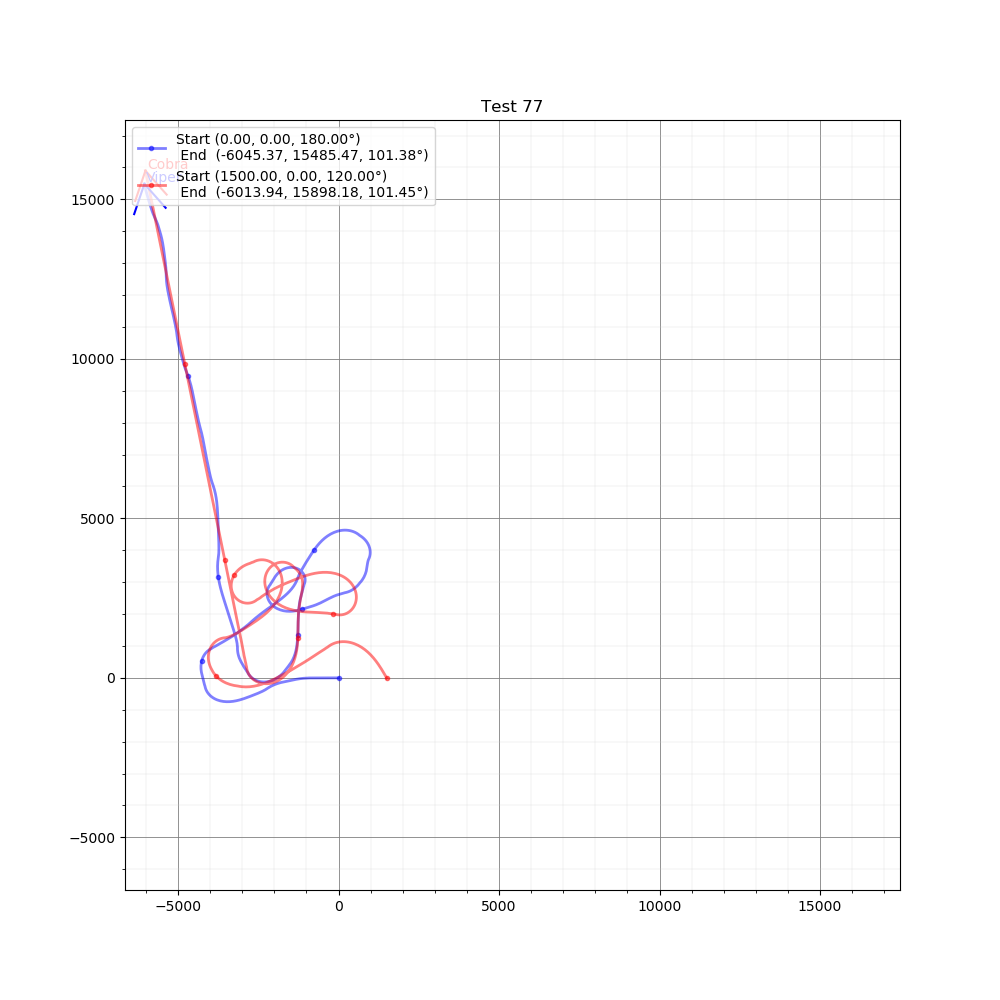 Test 77
Start (0.00, 0.00, 180.00°)
End (-6045.37, 15485.47, 101.38°)
Start (1500.00, 0.00, 120.00°)
End (-6013.94, 15898.18, 101.45°)
Cobra
Viper
15000
10000
5000
0
−5000
−5000
0
5000
10000
15000